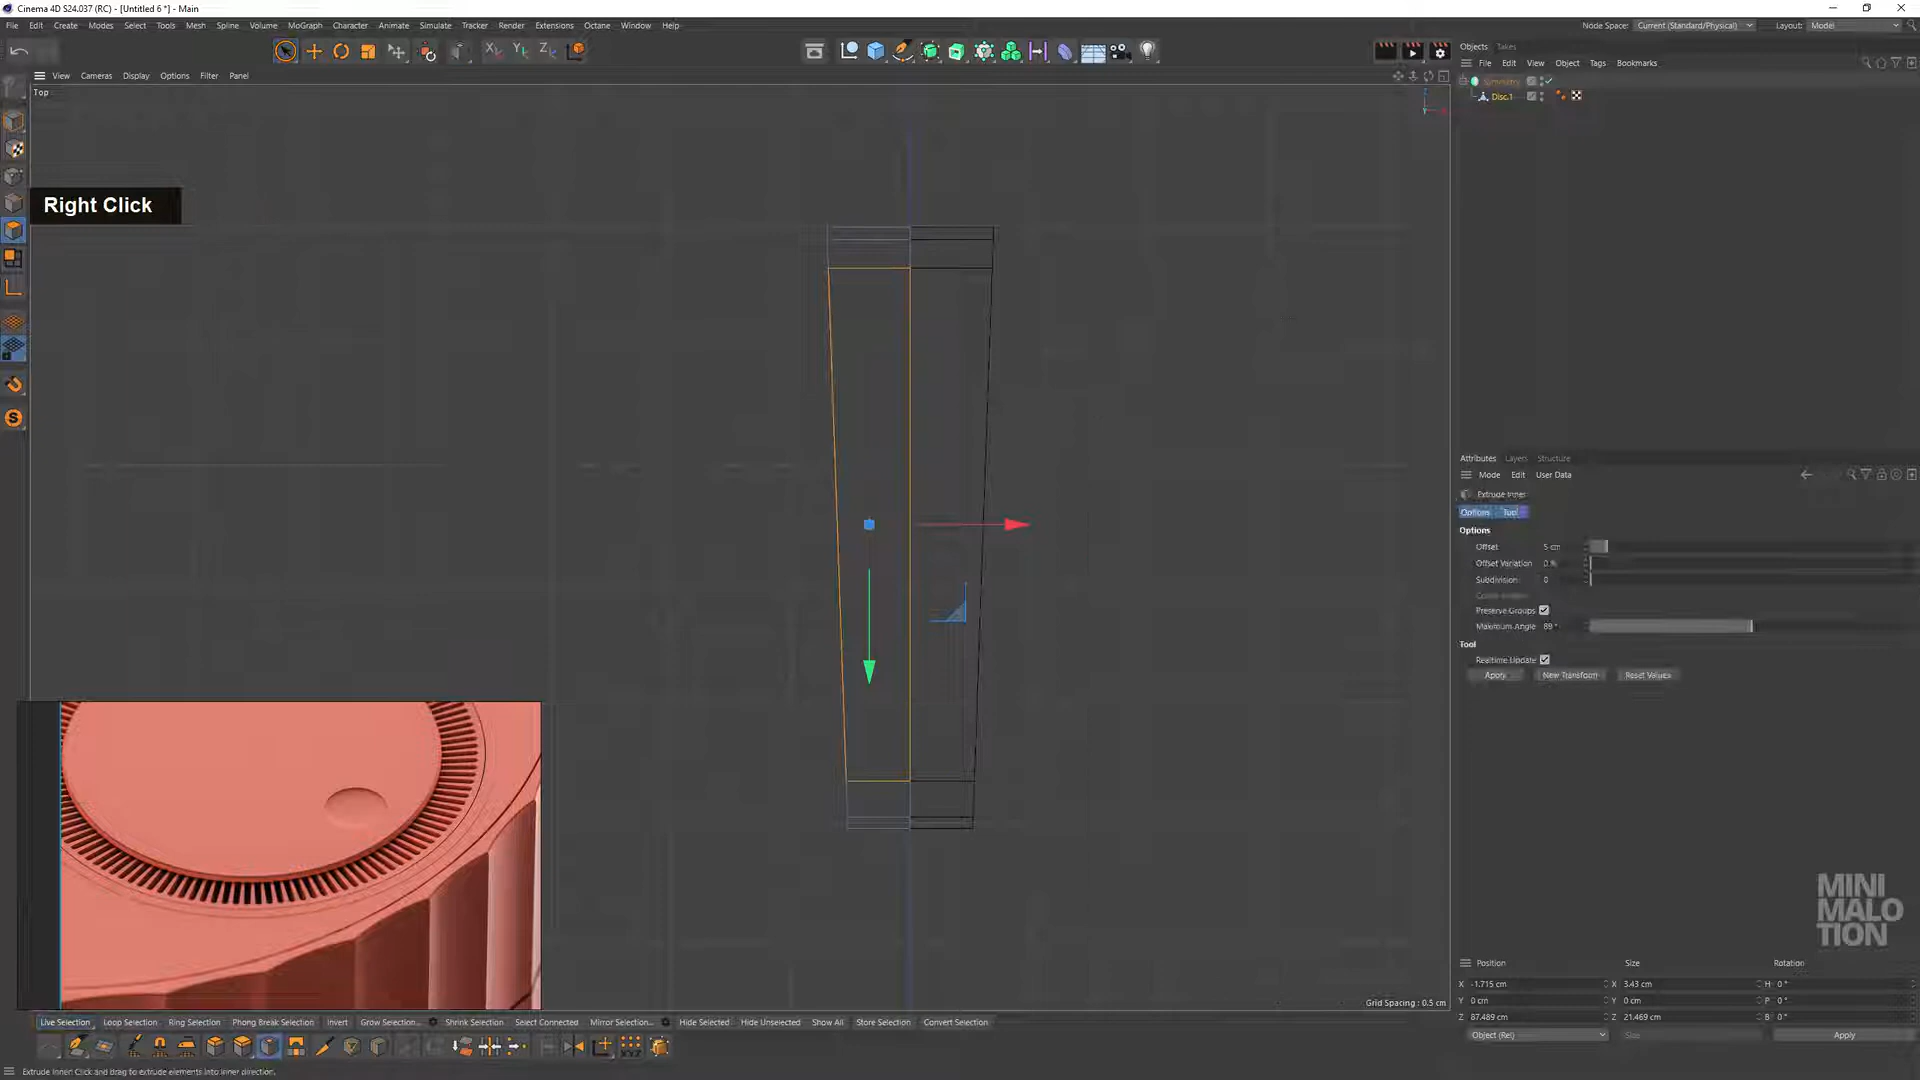 Cinema 4D S24.037 (RC) - [Untitled 6 *] - Main
File Edit Create Modes Select Tools Mesh Spline Volume MoGraph Character Animate Simulate Tracker Render Extensions Octane Window Help
Node Space: Current (Standard/Physical) Layout: Model
Objects Takes
View Cameras Display Options Filter Panel
File Edit View Object Tags Bookmarks
Top
Symmetry
Disc.1
Right Click
Attributes Layers Structure
Mode Edit User Data
Extrude Inner
Options Tool
Options
Offset 5 cm
Offset Variation 0 %
Subdivision 0
Preserve Groups
Maximum Angle 89 °
Tool
Realtime Update
Apply New Transform Reset Values
MINI
MALO
TION
Position Size Rotation
X -1.715 cm X 3.43 cm H 0 °
Y 0 cm Y 0 cm P 0 °
Z 87.489 cm Z 21.469 cm B 0 °
Object (Rel) Size Apply
Grid Spacing : 0.5 cm
Live Selection Loop Selection Ring Selection Phong Break Selection Invert Grow Selection... Shrink Selection Select Connected Mirror Selection... Hide Selected Hide Unselected Show All Store Selection Convert Selection
Extrude Inner: Click and drag to extrude elements into inner direction.